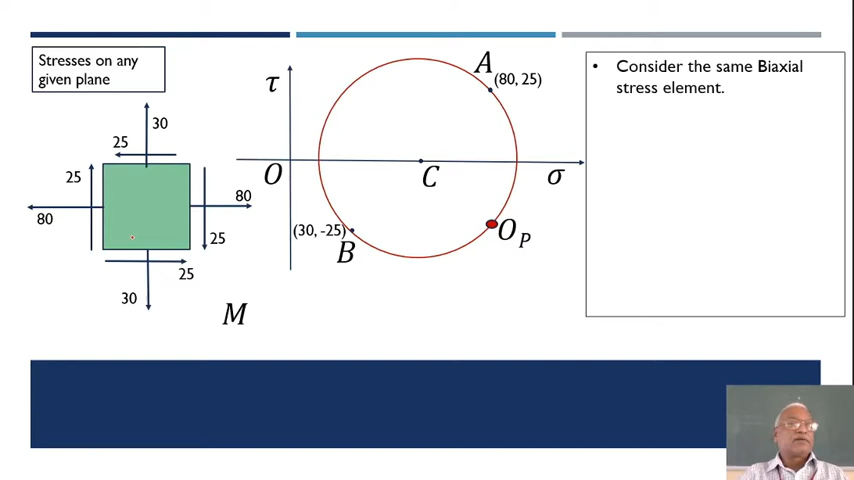 Stresses on any
given plane
30
25
25
80
80
25
25
30
M
τ
A
(80, 25)
O
C
σ
(30, -25)
B
O_P
• Consider the same Biaxial
stress element.